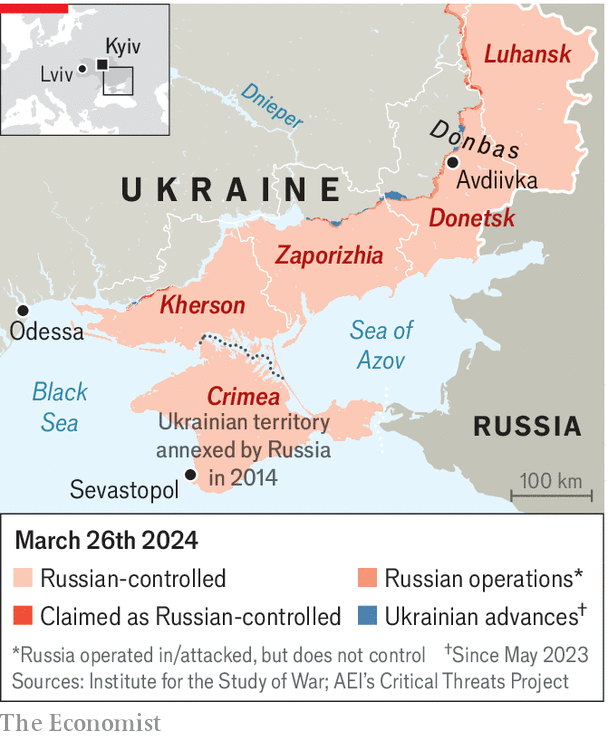 Kyiv
Lviv
Luhansk
Dnieper
Donbas
UKRAINE
Avdiivka
Donetsk
Zaporizhia
Kherson
Odessa
Sea of
Azov
Black
Sea
Crimea
Ukrainian territory
annexed by Russia
in 2014
RUSSIA
Sevastopol
100 km
March 26th 2024
Russian-controlled
Russian operations*
Claimed as Russian-controlled
Ukrainian advances†
*Russia operated in/attacked, but does not control †Since May 2023
Sources: Institute for the Study of War; AEI's Critical Threats Project
The Economist